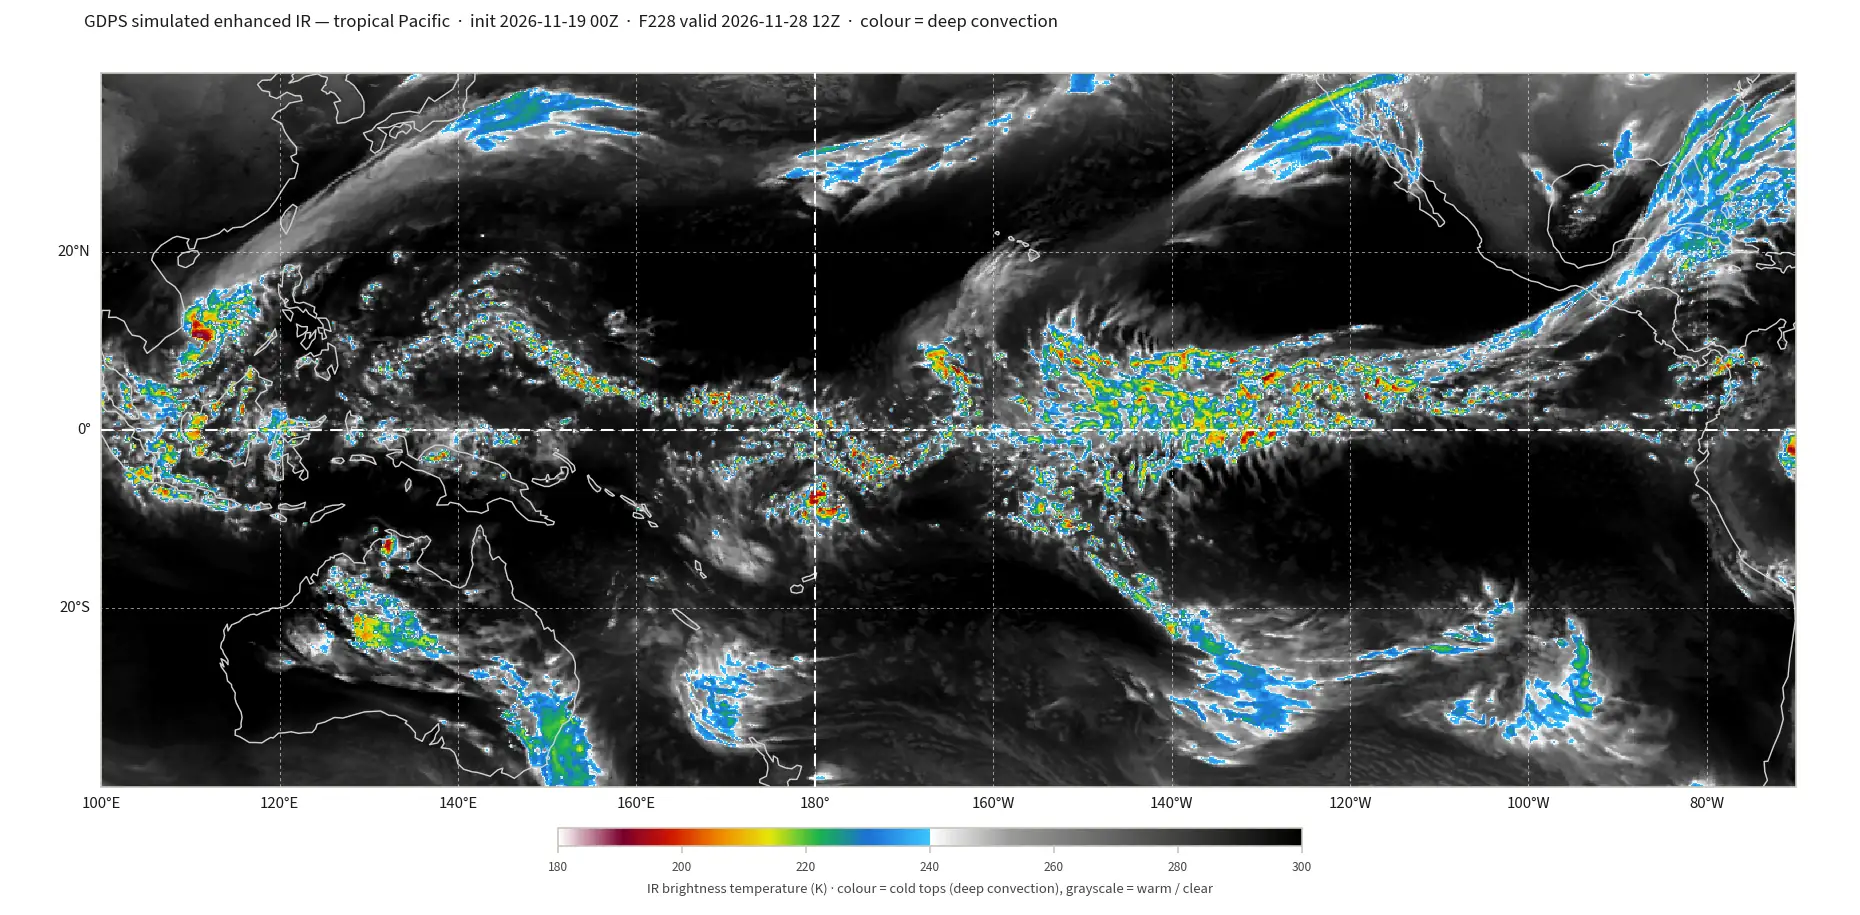 GDPS simulated enhanced IR — tropical Pacific · init 2026-11-19 00Z · F228 valid 2026-11-28 12Z · colour = deep convection
20°N
0°
20°S
100°E 120°E 140°E 160°E 180° 160°W 140°W 120°W 100°W 80°W
180 200 220 240 260 280 300
IR brightness temperature (K) · colour = cold tops (deep convection), grayscale = warm / clear